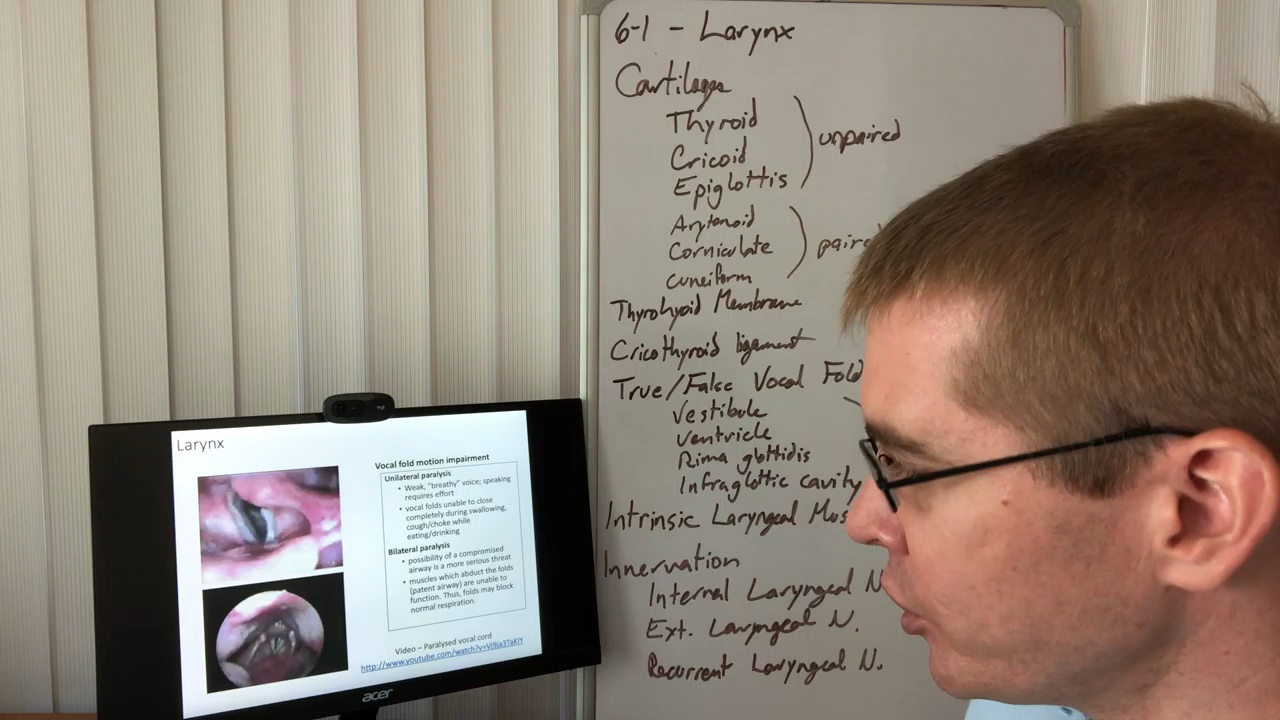 6-1 - Larynx
Cartilages
Thyroid
Cricoid
Epiglottis
unpaired
Arytenoid
Corniculate
cuneiform
Thyrohyoid Membrane
Cricothyroid ligament
True/False Vocal Fold
Vestibule
Ventricle
Rima glottidis
Infraglottic cavity
Intrinsic Laryngeal Mus
Innervation
Internal Laryngeal N
Ext. Laryngeal N.
Recurrent Laryngeal N.
Larynx
Vocal fold motion impairment
Unilateral paralysis
• Weak, "breathy" voice; speaking
requires effort
• vocal folds unable to close
completely during swallowing,
cough/choke while
eating/drinking
Bilateral paralysis
• possibility of a compromised
airway is a more serious threat
• muscles which abduct the folds
(patent airway) are unable to
function. Thus, folds may block
normal respiration.
Video – Paralysed vocal cord
acer